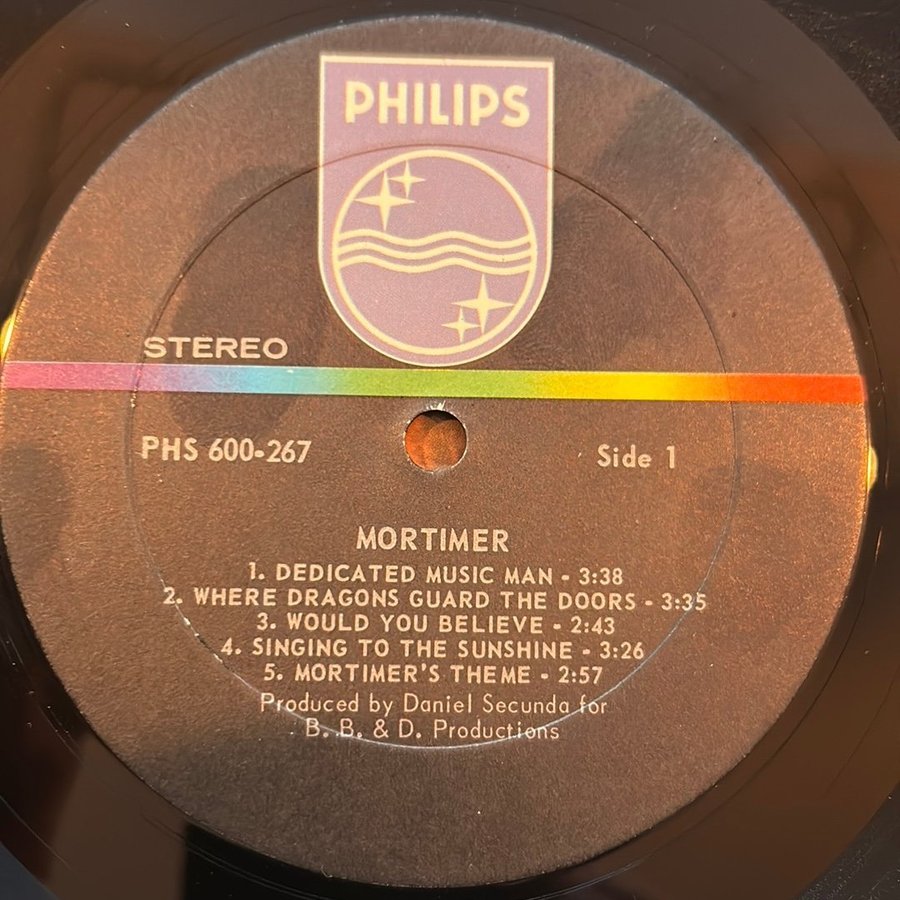 PHILIPS
STEREO
PHS 600-267
Side 1
MORTIMER
1. DEDICATED MUSIC MAN - 3:38
2. WHERE DRAGONS GUARD THE DOORS - 3:35
3. WOULD YOU BELIEVE - 2:43
4. SINGING TO THE SUNSHINE - 3:26
5. MORTIMER'S THEME - 2:57
Produced by Daniel Secunda for
B. B. & D. Productions